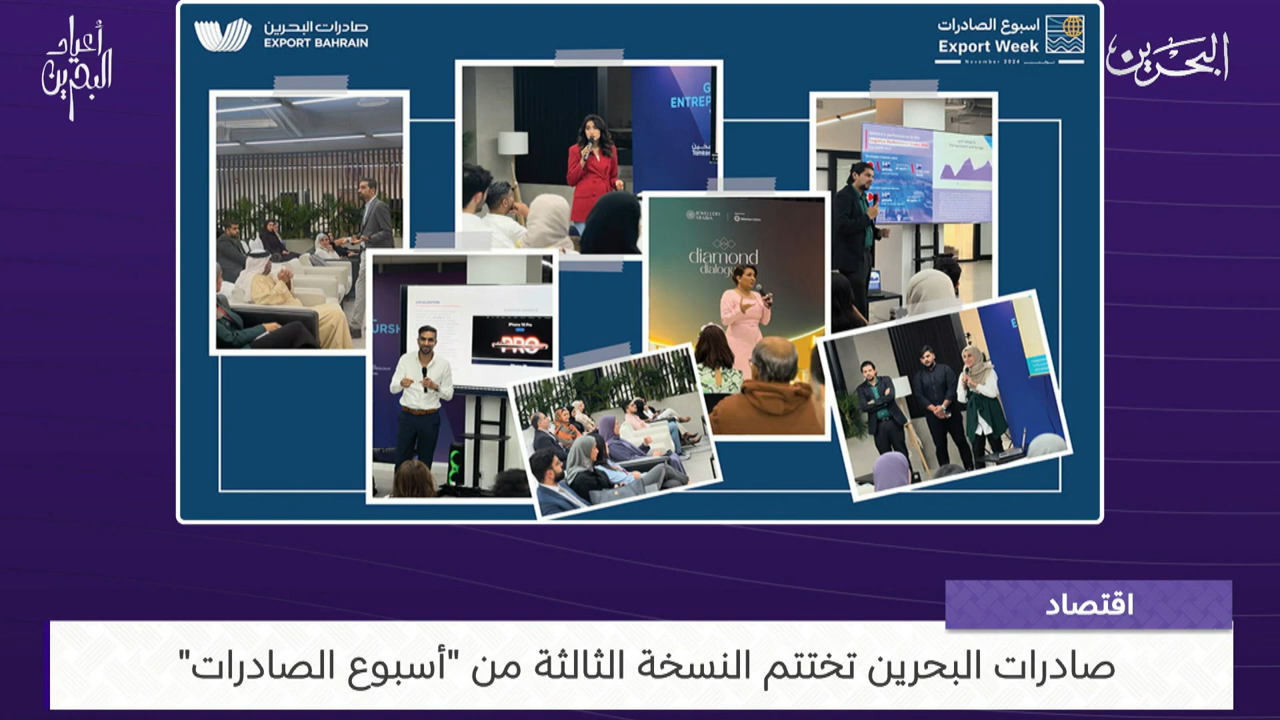 أعياد
البحرين
صادرات البحرين
EXPORT BAHRAIN
اسبوع الصادرات
Export Week
November 2024 نوفمبر
البحرين
diamond
PRO
اقتصاد
صادرات البحرين تختتم النسخة الثالثة من "أسبوع الصادرات"